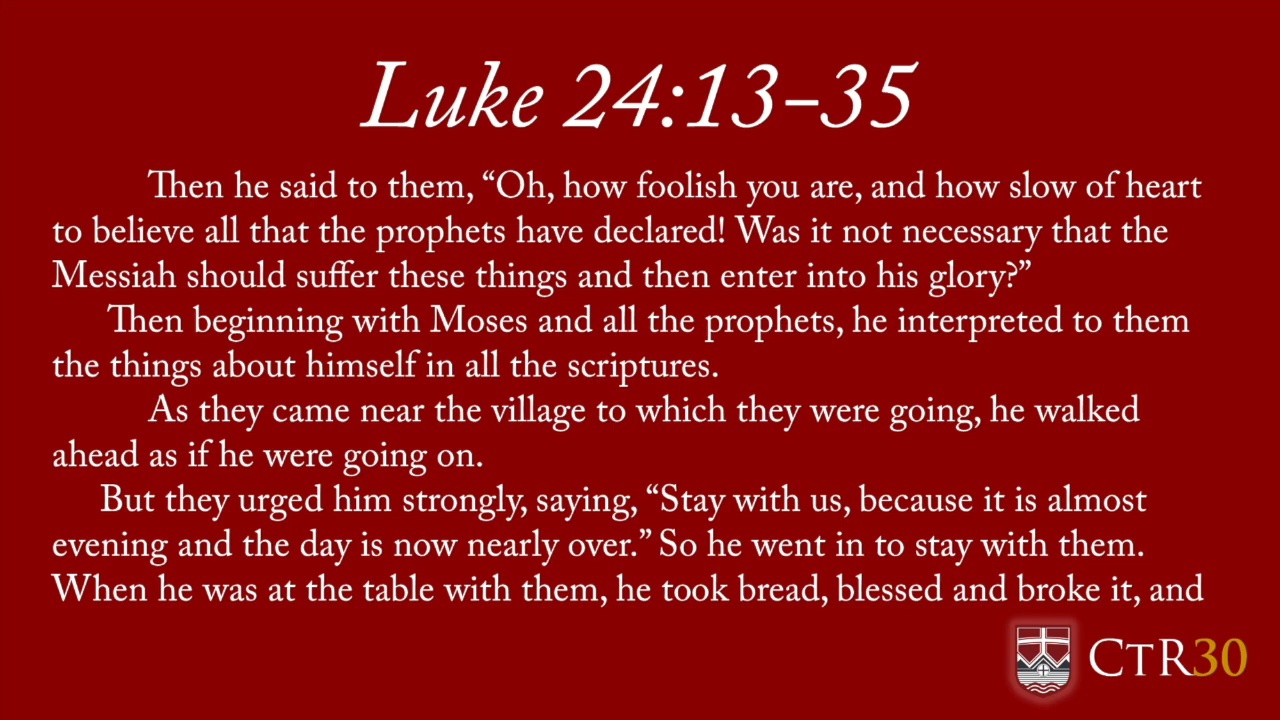 Luke 24:13–35
Then he said to them, “Oh, how foolish you are, and how slow of heart
to believe all that the prophets have declared! Was it not necessary that the
Messiah should suffer these things and then enter into his glory?”
Then beginning with Moses and all the prophets, he interpreted to them
the things about himself in all the scriptures.
As they came near the village to which they were going, he walked
ahead as if he were going on.
But they urged him strongly, saying, “Stay with us, because it is almost
evening and the day is now nearly over.” So he went in to stay with them.
When he was at the table with them, he took bread, blessed and broke it, and
CTR30